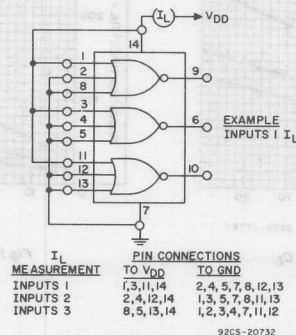 IL
VDD
14
1
2
8
9
3
4
5
6
EXAMPLE
INPUTS 1 IL
11
12
13
10
7
IL
MEASUREMENT
PIN CONNECTIONS
TO VDD
TO GND
INPUTS 1 1,3,11,14 2,4,5,7,8,12,13
INPUTS 2 2,4,12,14 1,3,5,7,8,11,13
INPUTS 3 8,5,13,14 1,2,3,4,7,11,12
92CS-20732